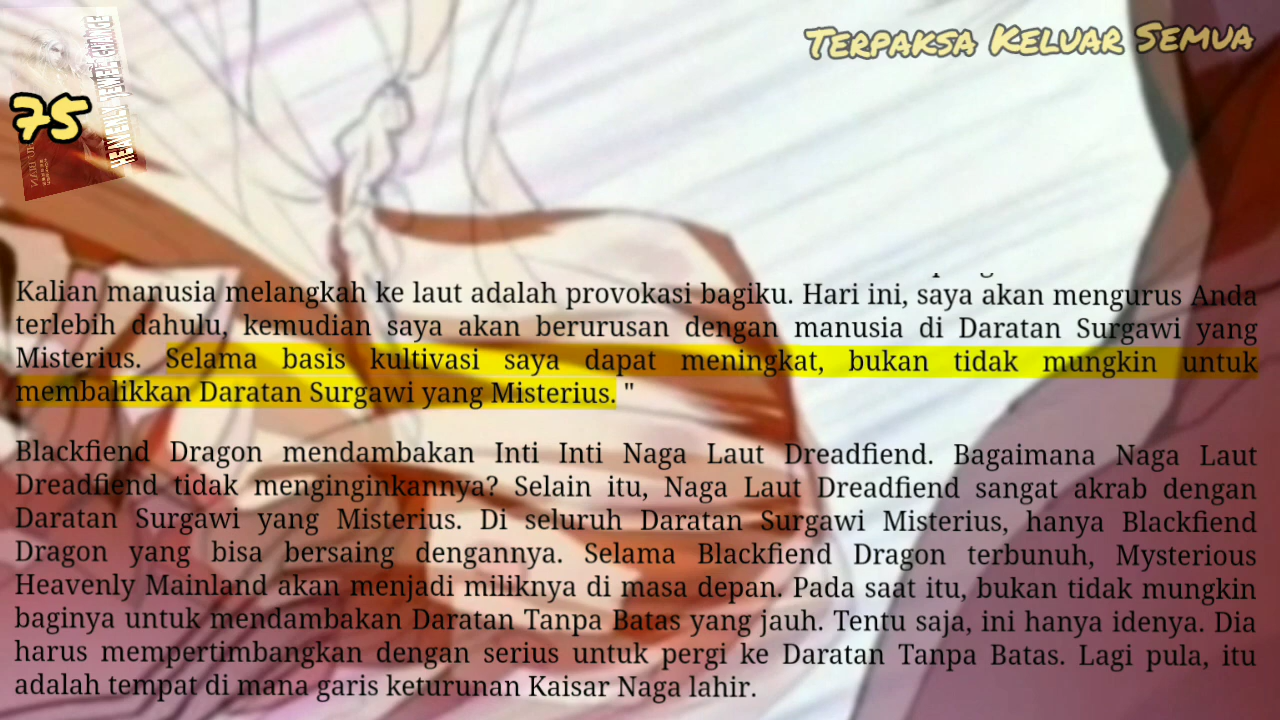 Terpaksa Keluar Semua
75
HEAVENLY JEWEL CHANGE
Kalian manusia melangkah ke laut adalah provokasi bagiku. Hari ini, saya akan mengurus Anda
terlebih dahulu, kemudian saya akan berurusan dengan manusia di Daratan Surgawi yang
Misterius. Selama basis kultivasi saya dapat meningkat, bukan tidak mungkin untuk
membalikkan Daratan Surgawi yang Misterius. "
Blackfiend Dragon mendambakan Inti Inti Naga Laut Dreadfiend. Bagaimana Naga Laut
Dreadfiend tidak menginginkannya? Selain itu, Naga Laut Dreadfiend sangat akrab dengan
Daratan Surgawi yang Misterius. Di seluruh Daratan Surgawi Misterius, hanya Blackfiend
Dragon yang bisa bersaing dengannya. Selama Blackfiend Dragon terbunuh, Mysterious
Heavenly Mainland akan menjadi miliknya di masa depan. Pada saat itu, bukan tidak mungkin
baginya untuk mendambakan Daratan Tanpa Batas yang jauh. Tentu saja, ini hanya idenya. Dia
harus mempertimbangkan dengan serius untuk pergi ke Daratan Tanpa Batas. Lagi pula, itu
adalah tempat di mana garis keturunan Kaisar Naga lahir.